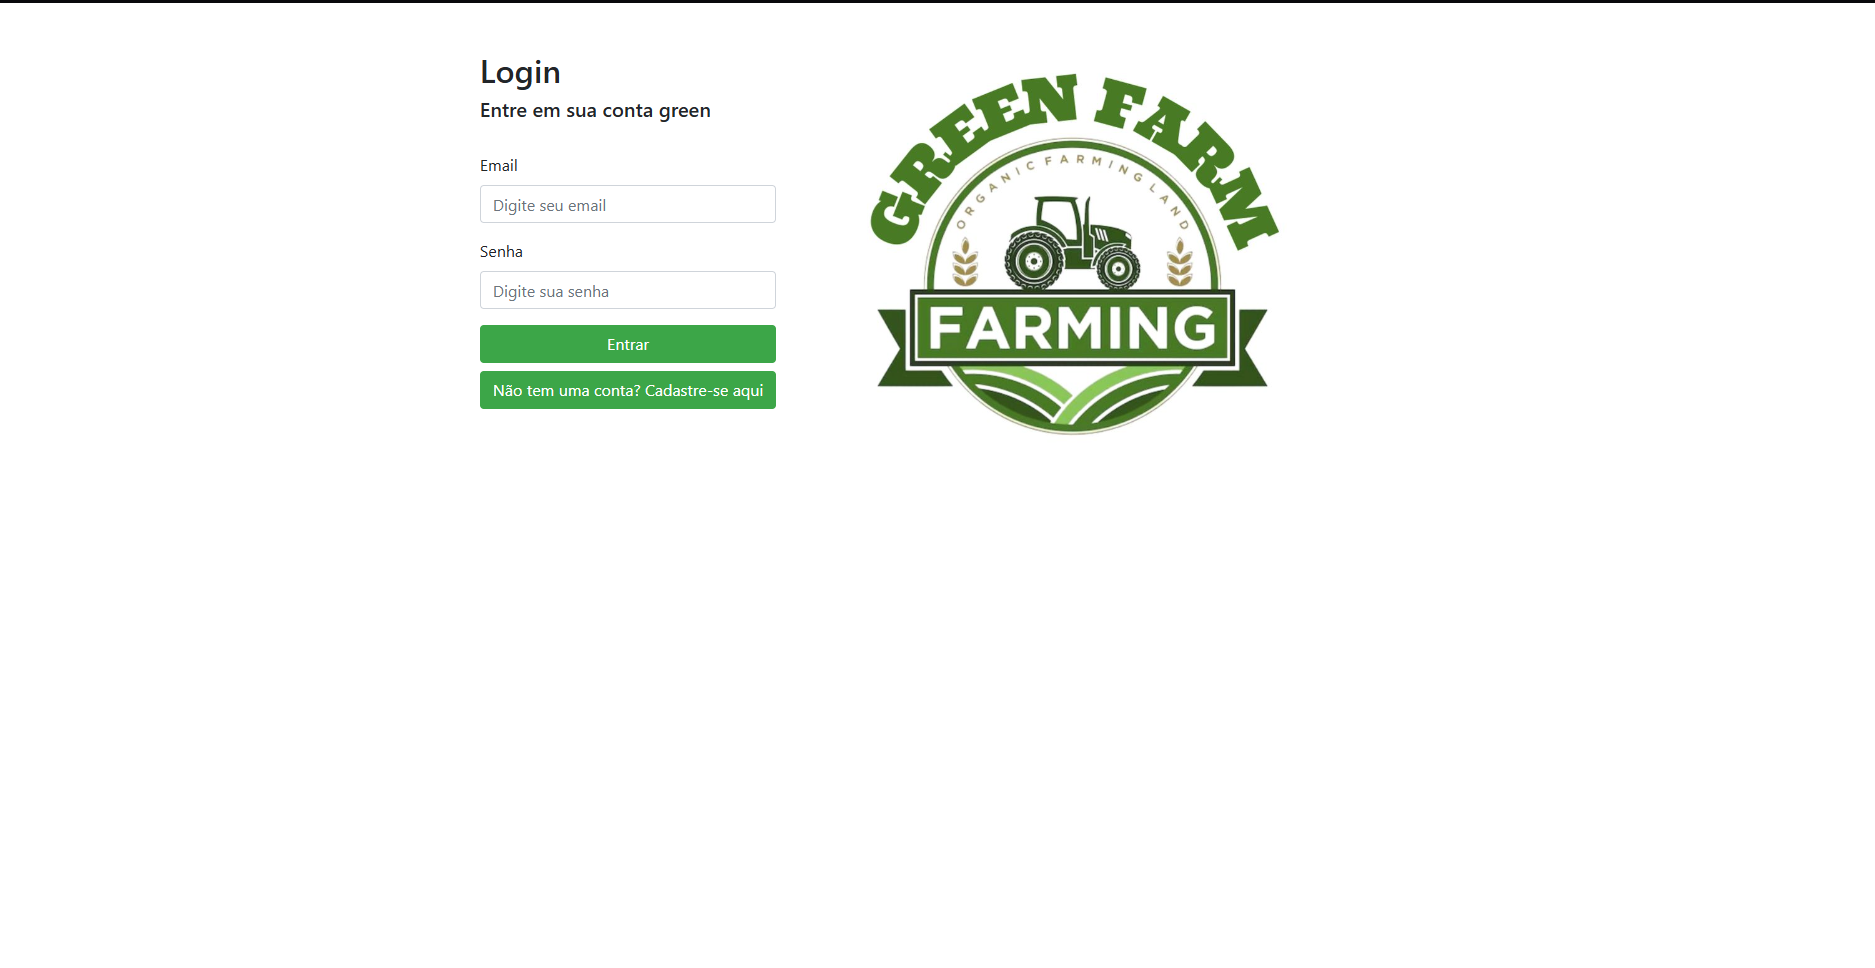 Login
Entre em sua conta green
Email
Digite seu email
Senha
Digite sua senha
Entrar
Não tem uma conta? Cadastre-se aqui
GREEN FARM
ORGANIC FARMING LAND
FARMING